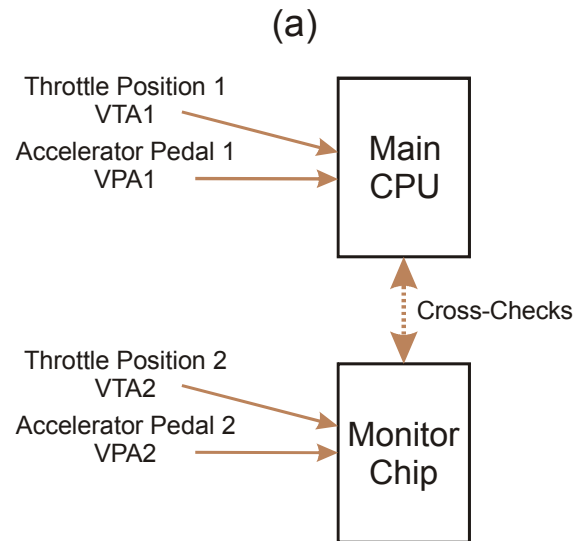 (a)
Throttle Position 1
VTA1
Accelerator Pedal 1
VPA1
Main
CPU
Cross-Checks
Throttle Position 2
VTA2
Accelerator Pedal 2
VPA2
Monitor
Chip